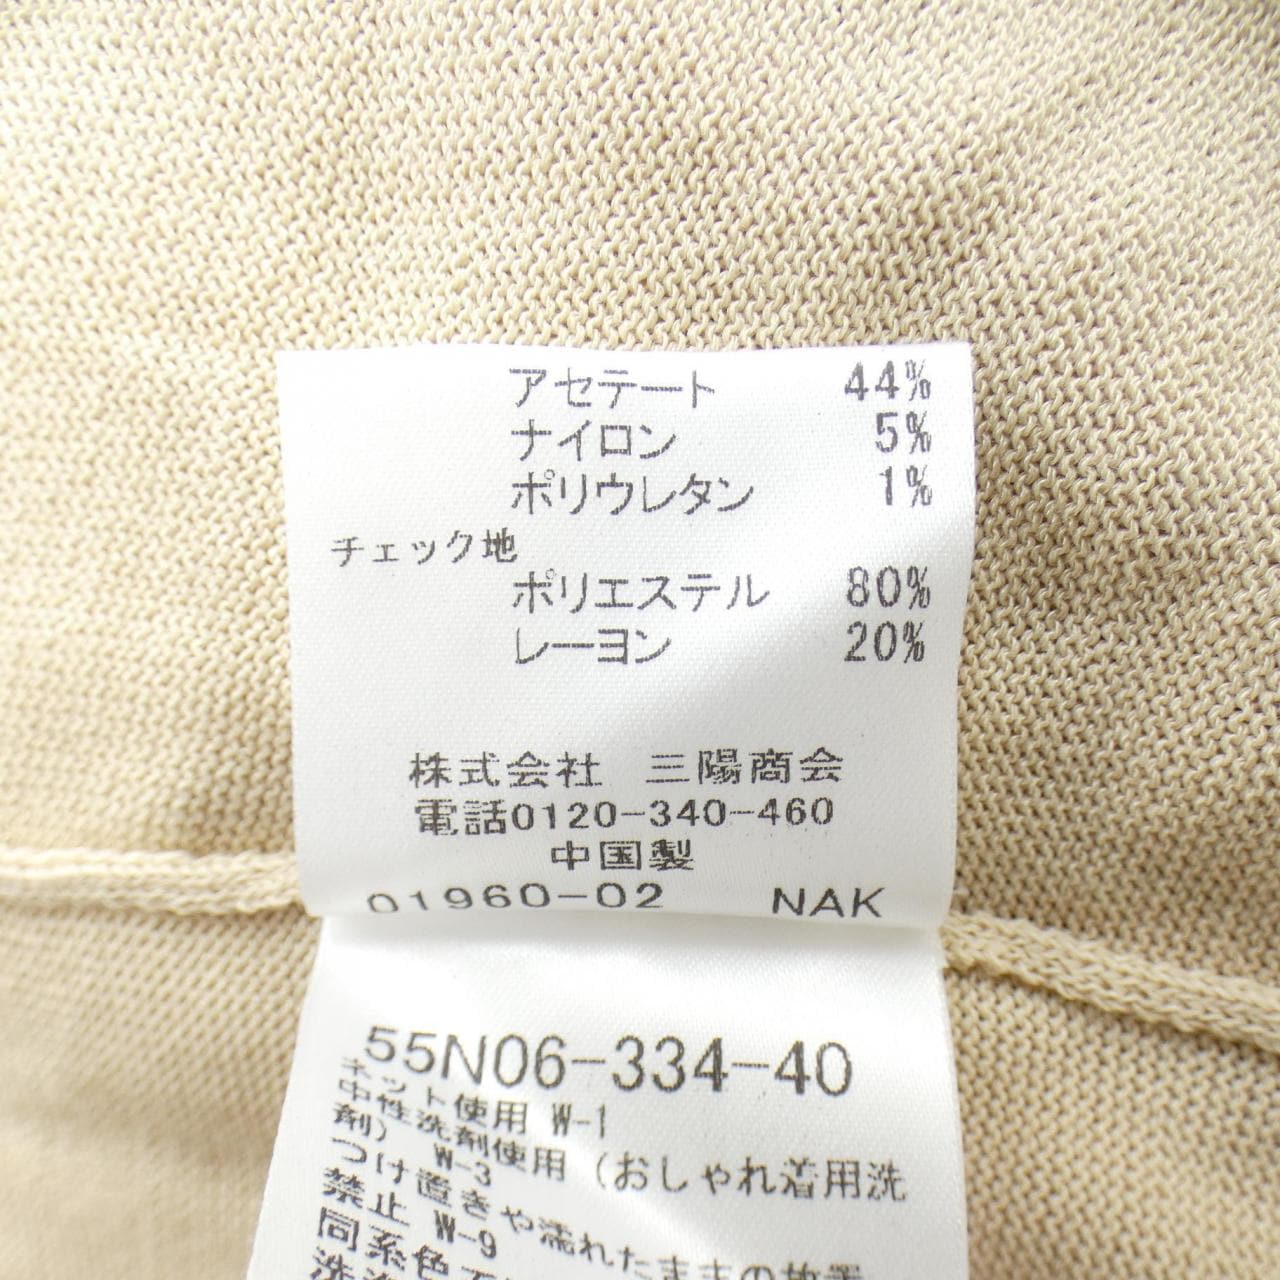 アセテート 44%
ナイロン 5%
ポリウレタン 1%
チェック地
ポリエステル 80%
レーヨン 20%
株式会社 三陽商会
電話0120-340-460
中国製
01960-02 NAK
55N06-334-40
ネット使用 W-1
中性洗剤使用(おしゃれ着用洗
剤) W-3
つけ置きや濡れたままの放置
禁止 W-9
同系色